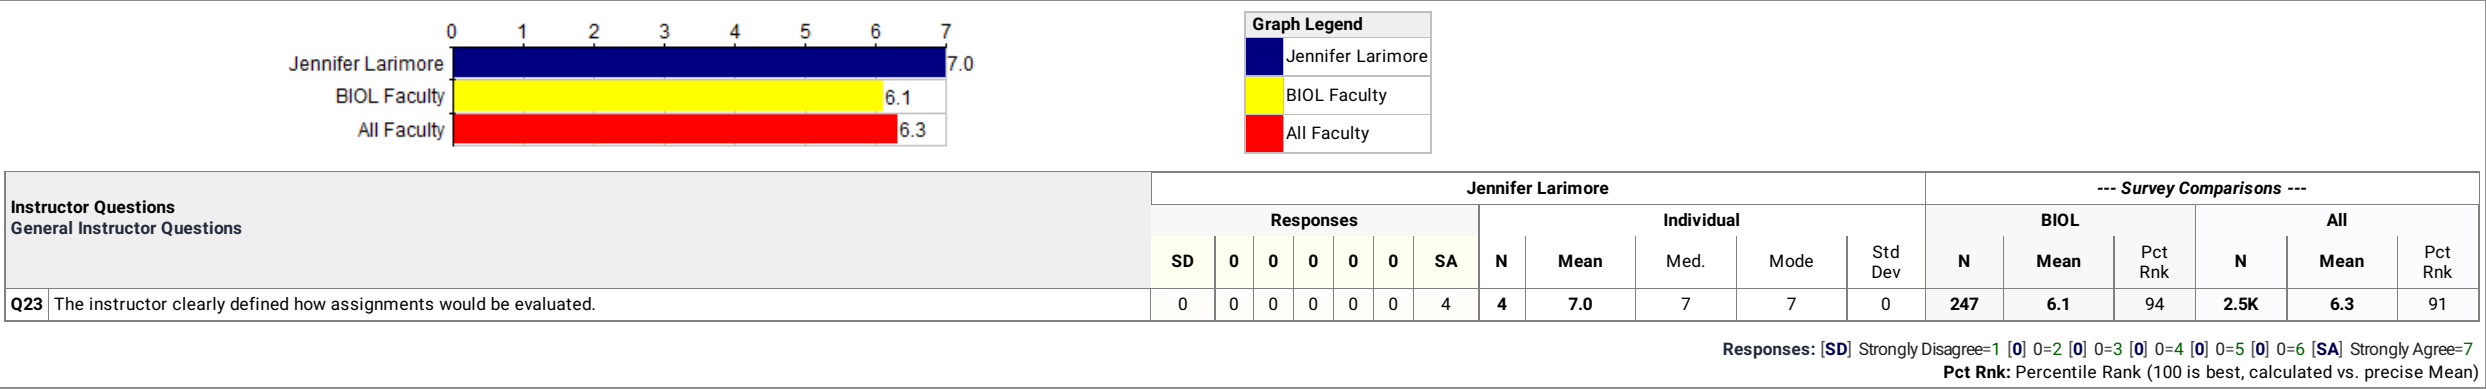 0 1 2 3 4 5 6 7
Jennifer Larimore 7.0
BIOL Faculty 6.1
All Faculty 6.3
Graph Legend
Jennifer Larimore
BIOL Faculty
All Faculty
Instructor Questions
General Instructor Questions
Jennifer Larimore --- Survey Comparisons ---
Responses Individual BIOL All
SD 0 0 0 0 0 SA N Mean Med. Mode Std Dev N Mean Pct Rnk N Mean Pct Rnk
Q23 The instructor clearly defined how assignments would be evaluated. 0 0 0 0 0 0 4 4 7.0 7 7 0 247 6.1 94 2.5K 6.3 91
Responses: [SD] Strongly Disagree=1 [0] 0=2 [0] 0=3 [0] 0=4 [0] 0=5 [0] 0=6 [SA] Strongly Agree=7
Pct Rnk: Percentile Rank (100 is best, calculated vs. precise Mean)